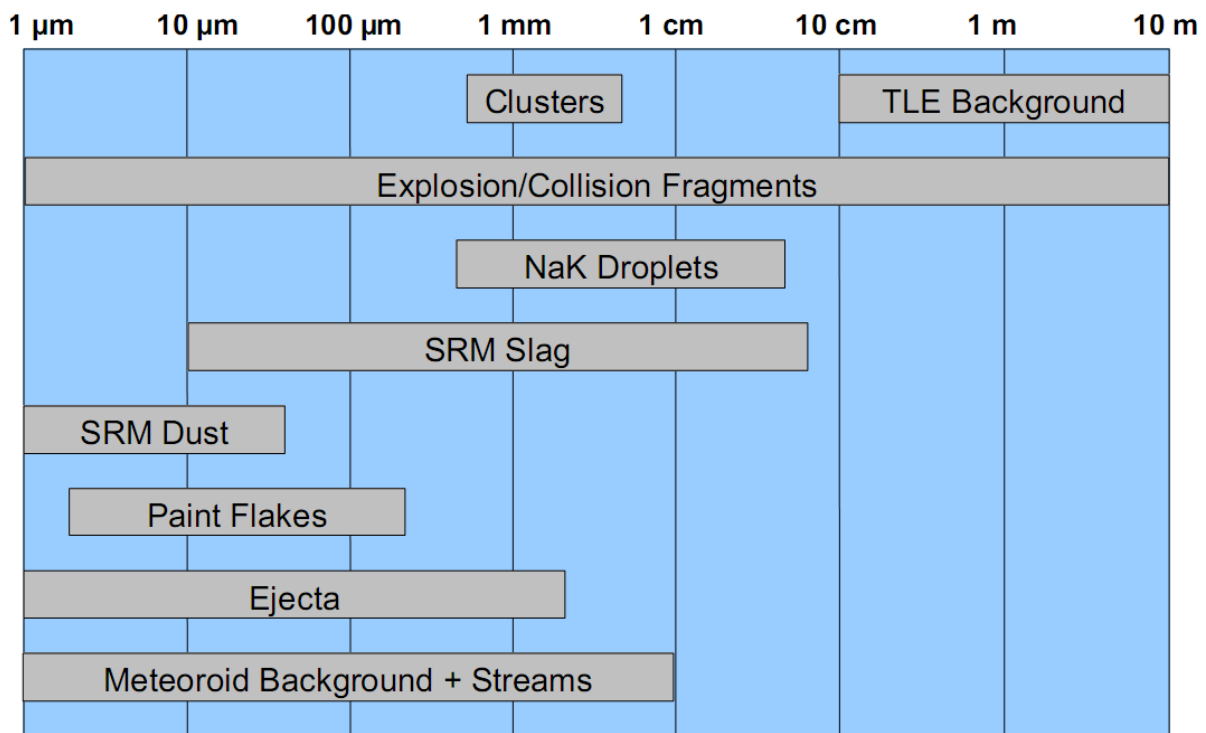 1 µm 10 µm 100 µm 1 mm 1 cm 10 cm 1 m 10 m
Clusters TLE Background
Explosion/Collision Fragments
NaK Droplets
SRM Slag
SRM Dust
Paint Flakes
Ejecta
Meteoroid Background + Streams